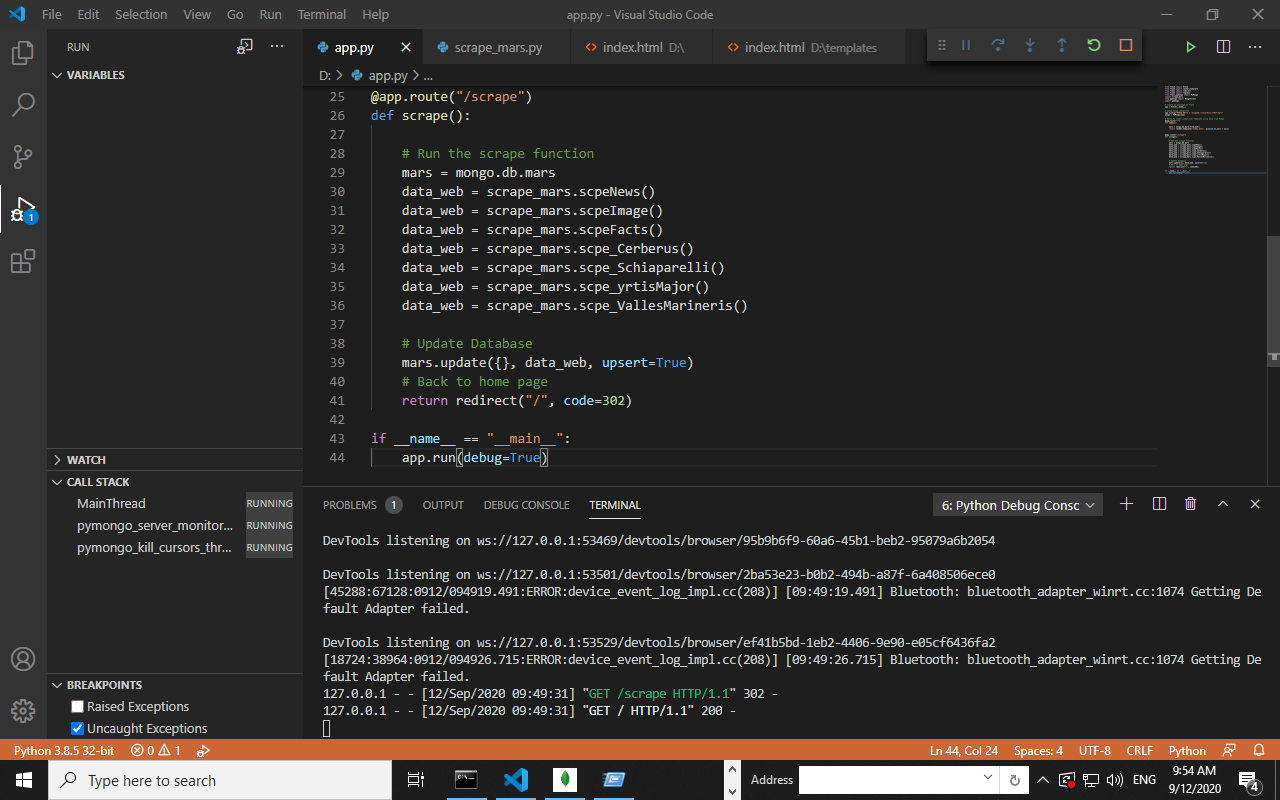 File Edit Selection View Go Run Terminal Help
app.py - Visual Studio Code
RUN
app.py
scrape_mars.py
index.html D:\
index.html D:\templates
VARIABLES
D: > app.py > ...
25 @app.route("/scrape")
26 def scrape():
27
28 # Run the scrape function
29 mars = mongo.db.mars
30 data_web = scrape_mars.scpeNews()
31 data_web = scrape_mars.scpeImage()
32 data_web = scrape_mars.scpeFacts()
33 data_web = scrape_mars.scpe_Cerberus()
34 data_web = scrape_mars.scpe_Schiaparelli()
35 data_web = scrape_mars.scpe_yrtisMajor()
36 data_web = scrape_mars.scpe_VallesMarineris()
37
38 # Update Database
39 mars.update({}, data_web, upsert=True)
40 # Back to home page
41 return redirect("/", code=302)
42
43 if __name__ == "__main__":
44 app.run(debug=True)
1
WATCH
CALL STACK
MainThread RUNNING
pymongo_server_monitor... RUNNING
pymongo_kill_cursors_thr... RUNNING
BREAKPOINTS
Raised Exceptions
Uncaught Exceptions
PROBLEMS 1 OUTPUT DEBUG CONSOLE TERMINAL
6: Python Debug Consc
DevTools listening on ws://127.0.0.1:53469/devtools/browser/95b9b6f9-60a6-45b1-beb2-95079a6b2054
DevTools listening on ws://127.0.0.1:53501/devtools/browser/2ba53e23-b0b2-494b-a87f-6a408506ece0
[45288:67128:0912/094919.491:ERROR:device_event_log_impl.cc(208)] [09:49:19.491] Bluetooth: bluetooth_adapter_winrt.cc:1074 Getting De
fault Adapter failed.
DevTools listening on ws://127.0.0.1:53529/devtools/browser/ef41b5bd-1eb2-4406-9e90-e05cf6436fa2
[18724:38964:0912/094926.715:ERROR:device_event_log_impl.cc(208)] [09:49:26.715] Bluetooth: bluetooth_adapter_winrt.cc:1074 Getting De
fault Adapter failed.
127.0.0.1 - - [12/Sep/2020 09:49:31] "GET /scrape HTTP/1.1" 302 -
127.0.0.1 - - [12/Sep/2020 09:49:31] "GET / HTTP/1.1" 200 -
Python 3.8.5 32-bit 0 1
Ln 44, Col 24 Spaces: 4 UTF-8 CRLF Python
Type here to search
Address
ENG
9:54 AM
9/12/2020
4